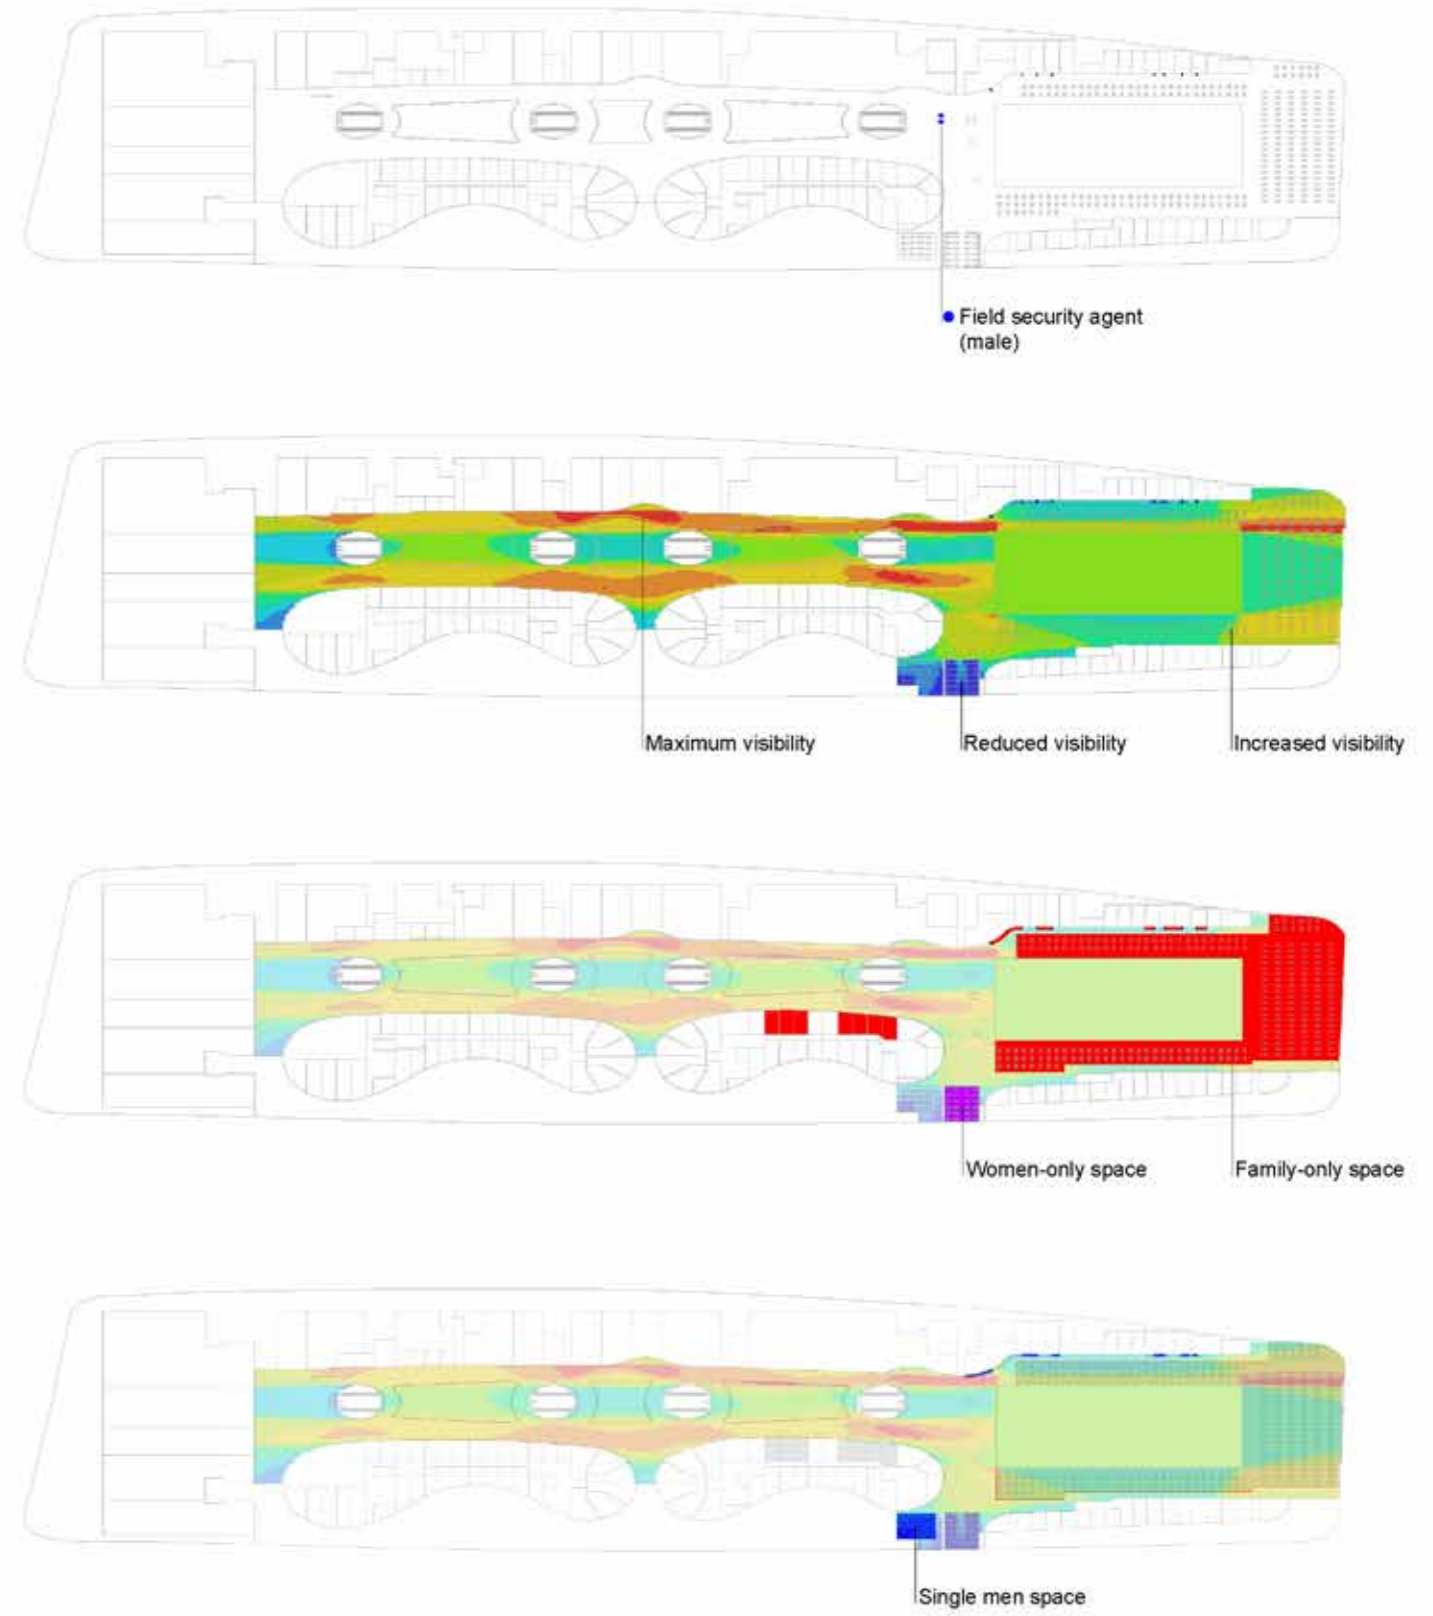 Field security agent
(male)
Maximum visibility
Reduced visibility
Increased visibility
Women-only space
Family-only space
Single men space